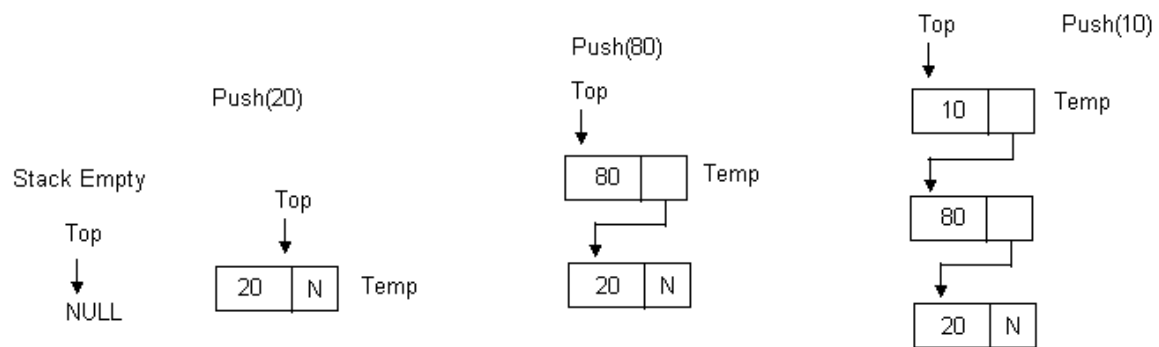 Stack Empty
Top
NULL
Push(20)
Top
20 N Temp
Push(80)
Top
80 Temp
20 N
Top Push(10)
10 Temp
80
20 N